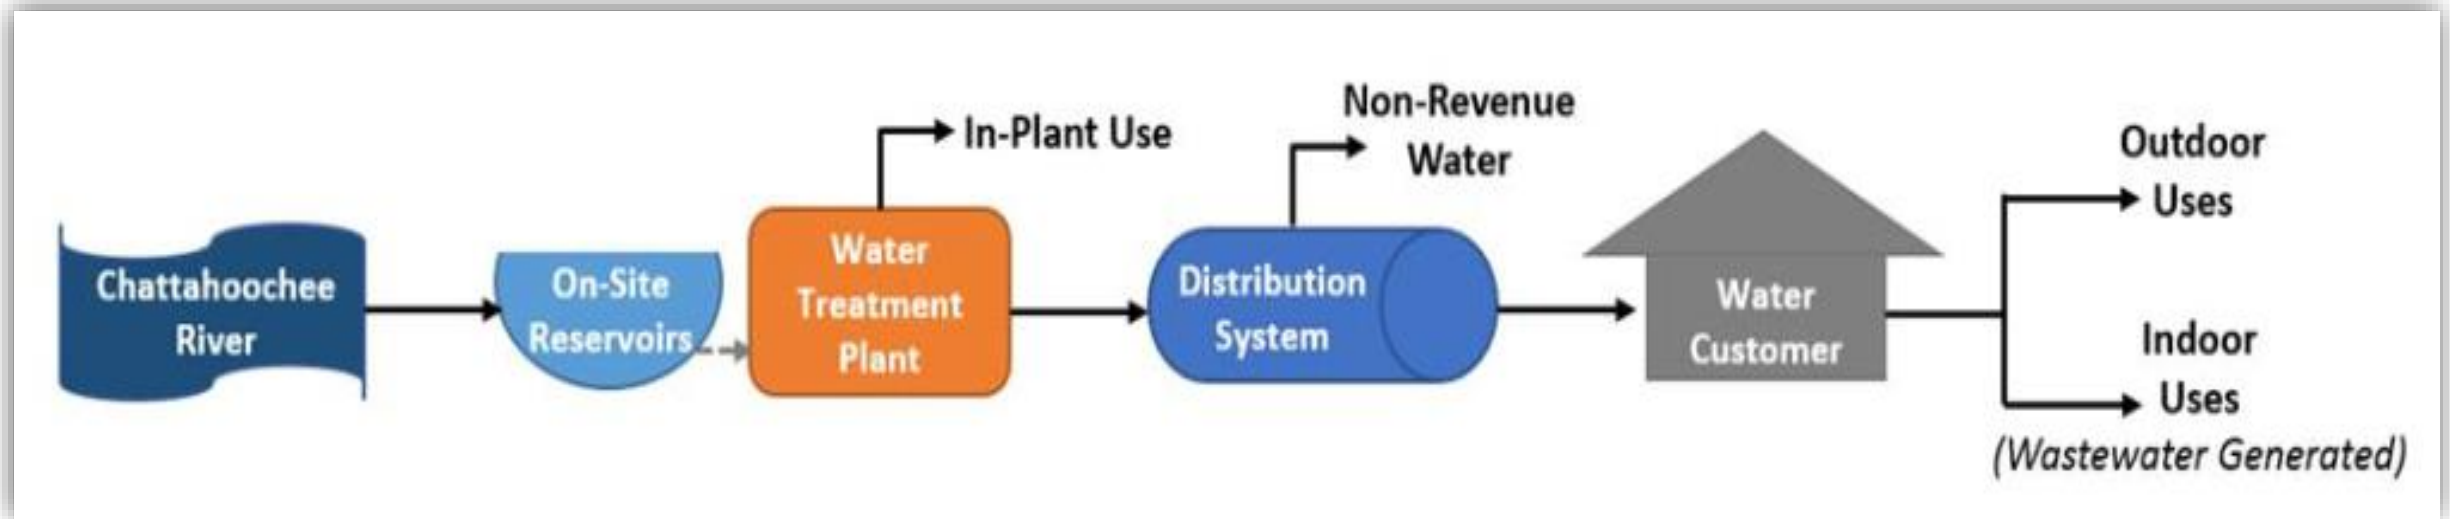 Chattahoochee
River
On-Site
Reservoirs
Water
Treatment
Plant
In-Plant Use
Distribution
System
Non-Revenue
Water
Water
Customer
Outdoor
Uses
Indoor
Uses
(Wastewater Generated)